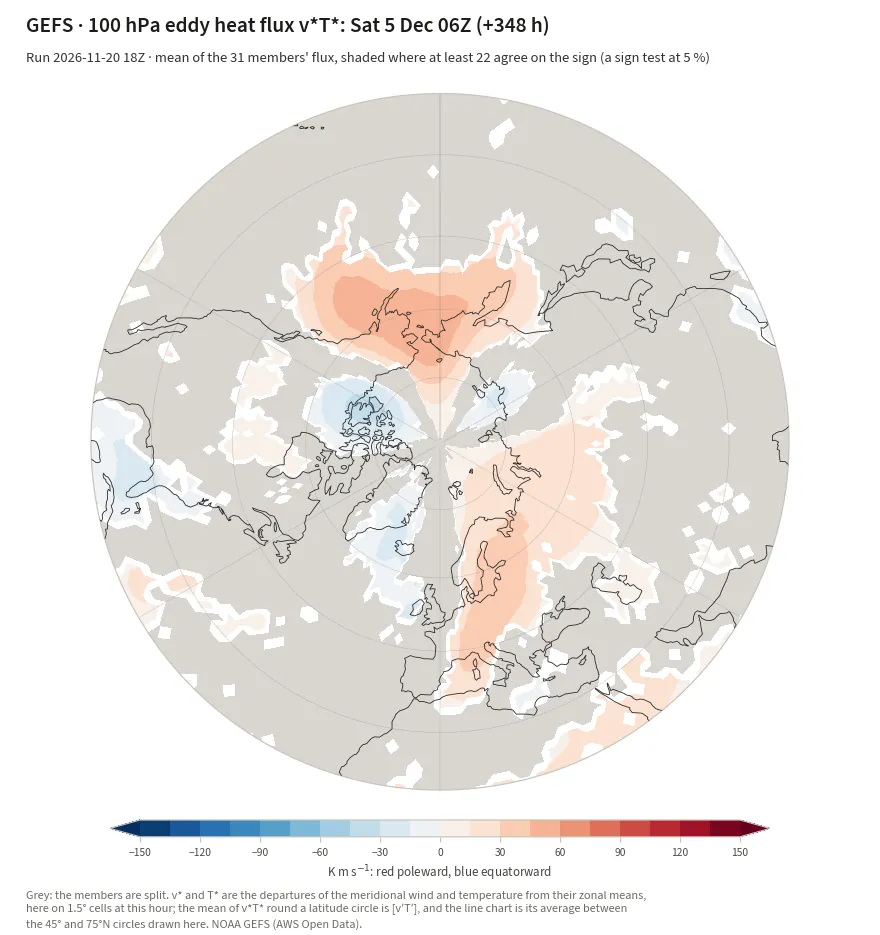 GEFS · 100 hPa eddy heat flux v*T*: Sat 5 Dec 06Z (+348 h)
Run 2026-11-20 18Z · mean of the 31 members' flux, shaded where at least 22 agree on the sign (a sign test at 5 %)
−150 −120 −90 −60 −30 0 30 60 90 120 150
K m s⁻¹: red poleward, blue equatorward
Grey: the members are split. v* and T* are the departures of the meridional wind and temperature from their zonal means,
here on 1.5° cells at this hour; the mean of v*T* round a latitude circle is [v′T′], and the line chart is its average between
the 45° and 75°N circles drawn here. NOAA GEFS (AWS Open Data).